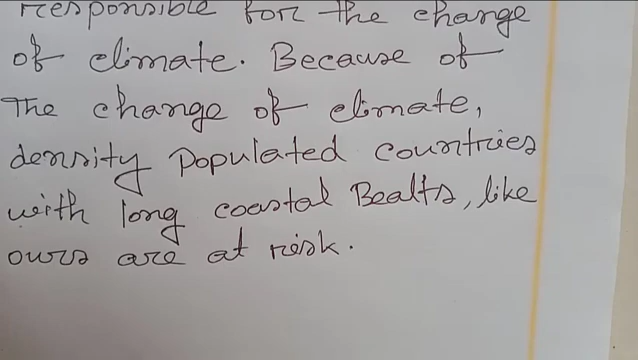 responsible for the change
of climate. Because of
The change of climate,
density Populated countries
with long coastal Bealts, like
ours are at risk.